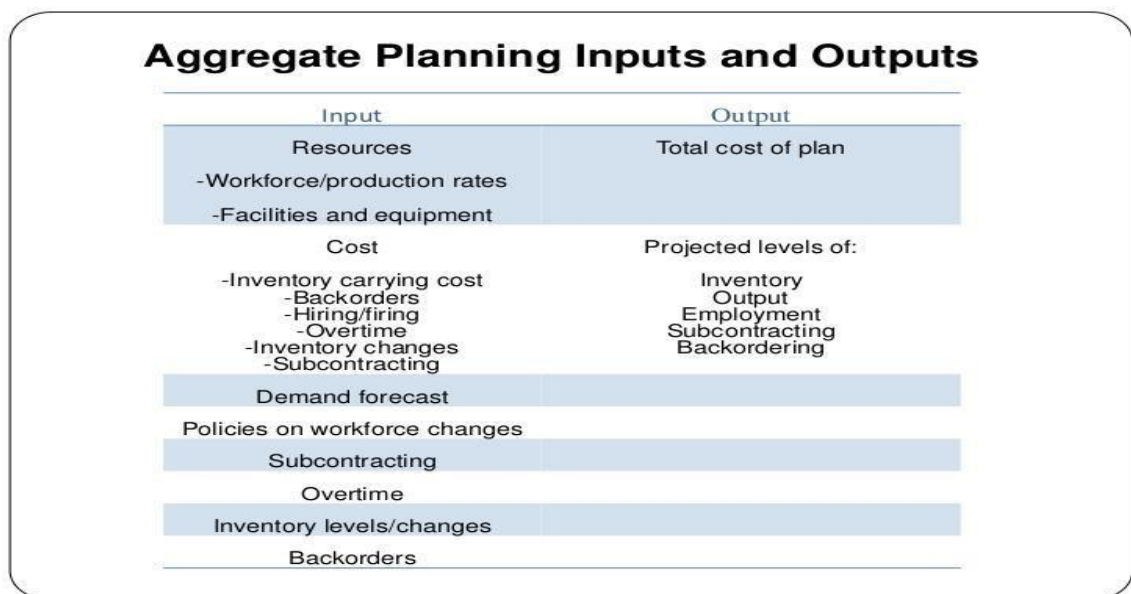 Aggregate Planning Inputs and Outputs
Input Output
Resources Total cost of plan
-Workforce/production rates
-Facilities and equipment
Cost Projected levels of:
-Inventory carrying cost Inventory
-Backorders Output
-Hiring/firing Employment
-Overtime Subcontracting
-Inventory changes Backordering
-Subcontracting
Demand forecast
Policies on workforce changes
Subcontracting
Overtime
Inventory levels/changes
Backorders